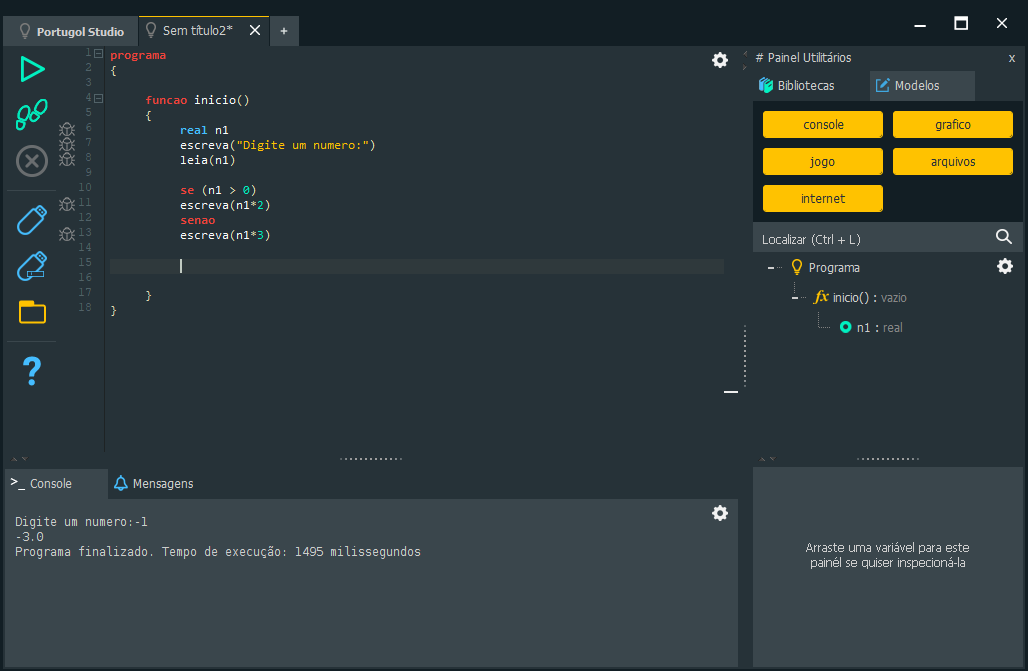 Portugol Studio
Sem título2*
+
1 programa
2 {
3
4 funcao inicio()
5 {
6 real n1
7 escreva("Digite um numero:")
8 leia(n1)
9
10 se (n1 > 0)
11 escreva(n1*2)
12 senao
13 escreva(n1*3)
14
15
16
17 }
18 }
# Painel Utilitários x
Bibliotecas Modelos
console grafico
jogo arquivos
internet
Localizar (Ctrl + L)
Programa
fx inicio() : vazio
n1 : real
?
>_ Console Mensagens
Digite um numero:-1
-3.0
Programa finalizado. Tempo de execução: 1495 milissegundos
Arraste uma variável para este
painél se quiser inspecioná-la